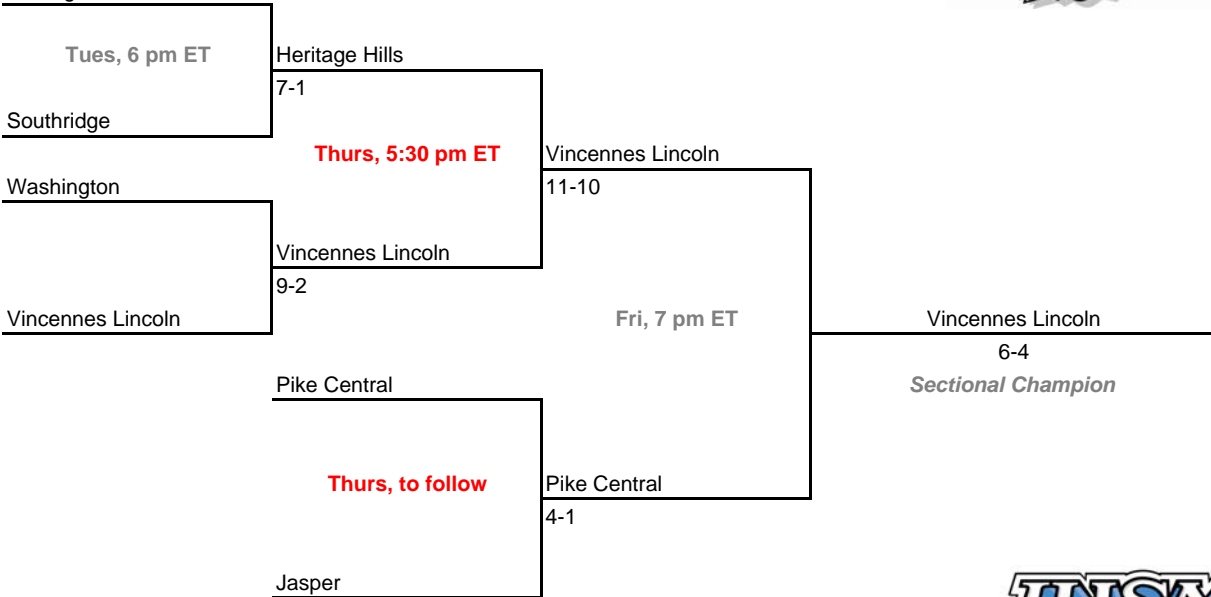 Tues, 6 pm ET
Heritage Hills
7-1
Southridge
Thurs, 5:30 pm ET
Vincennes Lincoln
Washington
11-10
Vincennes Lincoln
9-2
Vincennes Lincoln
Fri, 7 pm ET
Vincennes Lincoln
6-4
Pike Central
Sectional Champion
Thurs, to follow
Pike Central
4-1
Jasper